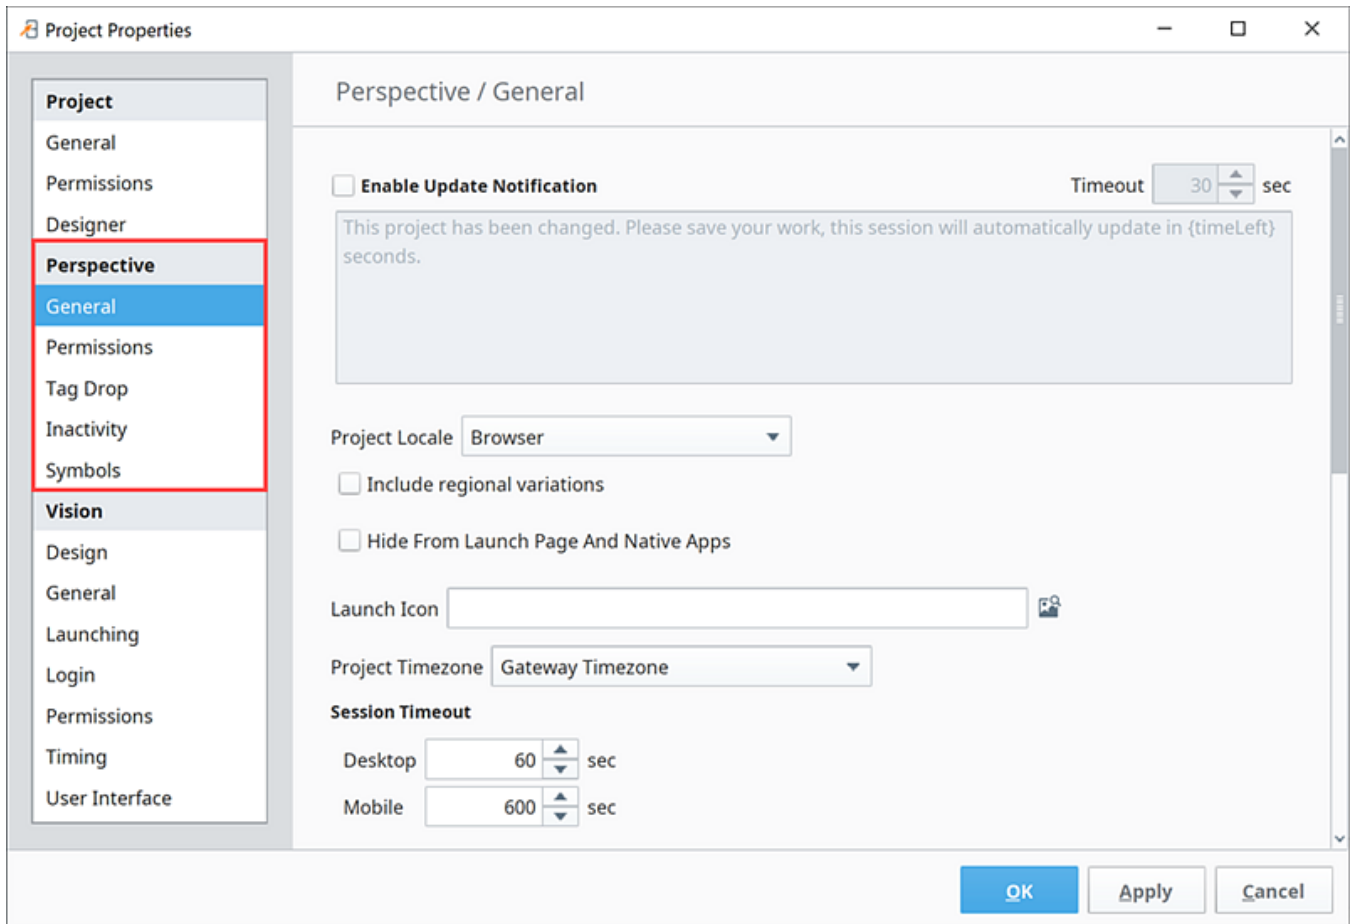 Project Properties
Project
General
Permissions
Designer
Perspective
General
Permissions
Tag Drop
Inactivity
Symbols
Vision
Design
General
Launching
Login
Permissions
Timing
User Interface
Perspective / General
Enable Update Notification Timeout 30 sec
This project has been changed. Please save your work, this session will automatically update in {timeLeft}
seconds.
Project Locale Browser
Include regional variations
Hide From Launch Page And Native Apps
Launch Icon
Project Timezone Gateway Timezone
Session Timeout
Desktop 60 sec
Mobile 600 sec
OK Apply Cancel